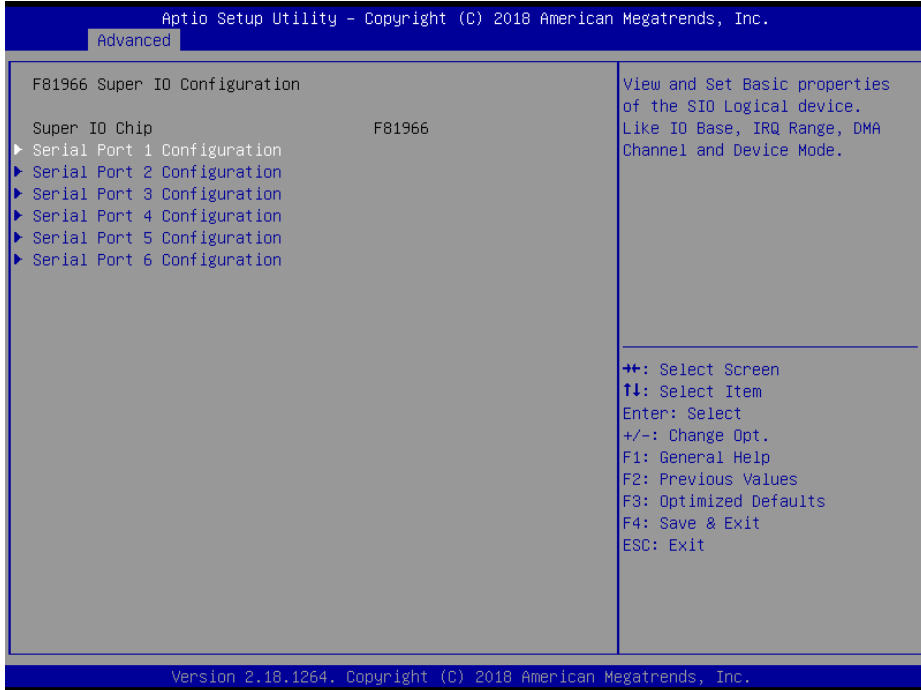 Aptio Setup Utility – Copyright (C) 2018 American Megatrends, Inc.
Advanced
F81966 Super IO Configuration
Super IO Chip F81966
▶ Serial Port 1 Configuration
▶ Serial Port 2 Configuration
▶ Serial Port 3 Configuration
▶ Serial Port 4 Configuration
▶ Serial Port 5 Configuration
▶ Serial Port 6 Configuration
View and Set Basic properties
of the SIO Logical device.
Like IO Base, IRQ Range, DMA
Channel and Device Mode.
→←: Select Screen
↑↓: Select Item
Enter: Select
+/-: Change Opt.
F1: General Help
F2: Previous Values
F3: Optimized Defaults
F4: Save & Exit
ESC: Exit
Version 2.18.1264. Copyright (C) 2018 American Megatrends, Inc.